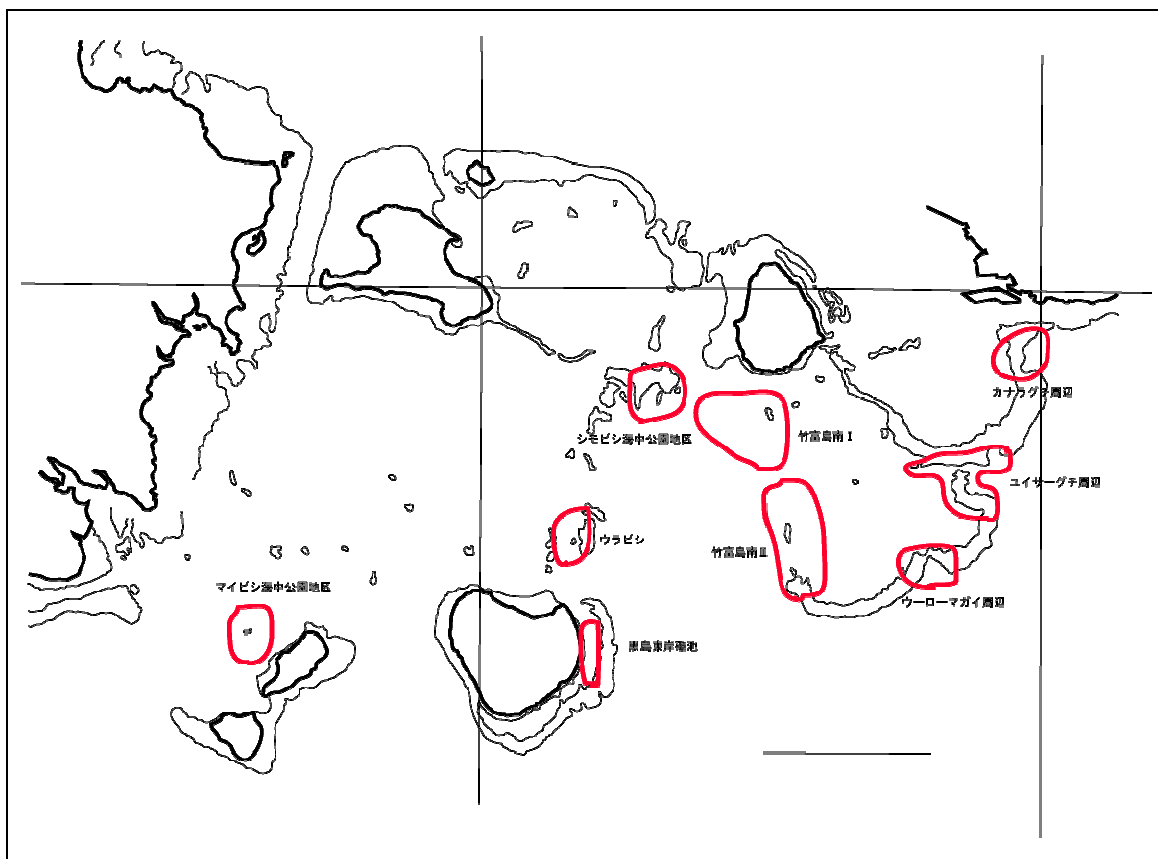 カナラグチ周辺
シモビシ海中公園地区
竹富島南Ⅰ
ユイサーグチ周辺
ウラビシ
竹富島南Ⅱ
マイビシ海中公園地区
ウーローマガイ周辺
黒島東岸礁池